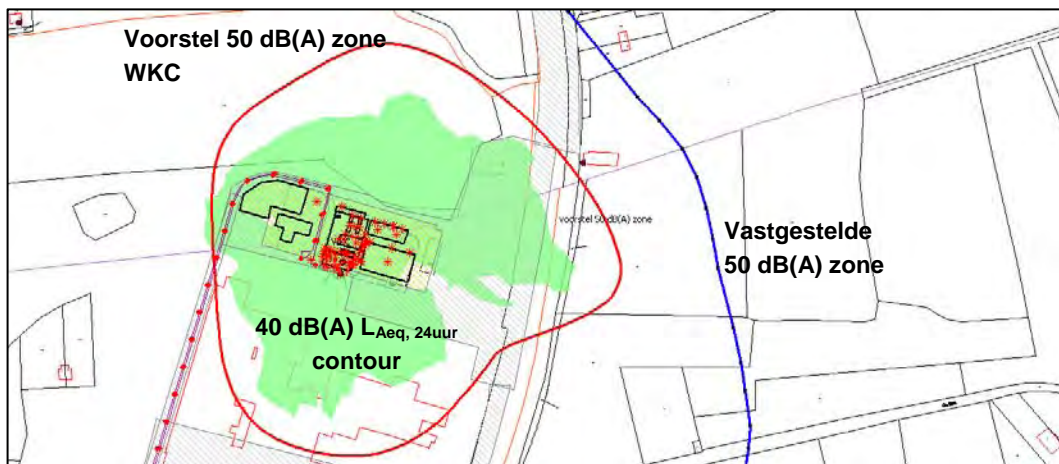 Voorstel 50 dB(A) zone
WKC
voorstel 50 dB(A) zone
Vastgestelde
50 dB(A) zone
40 dB(A) LAeq, 24uur
contour